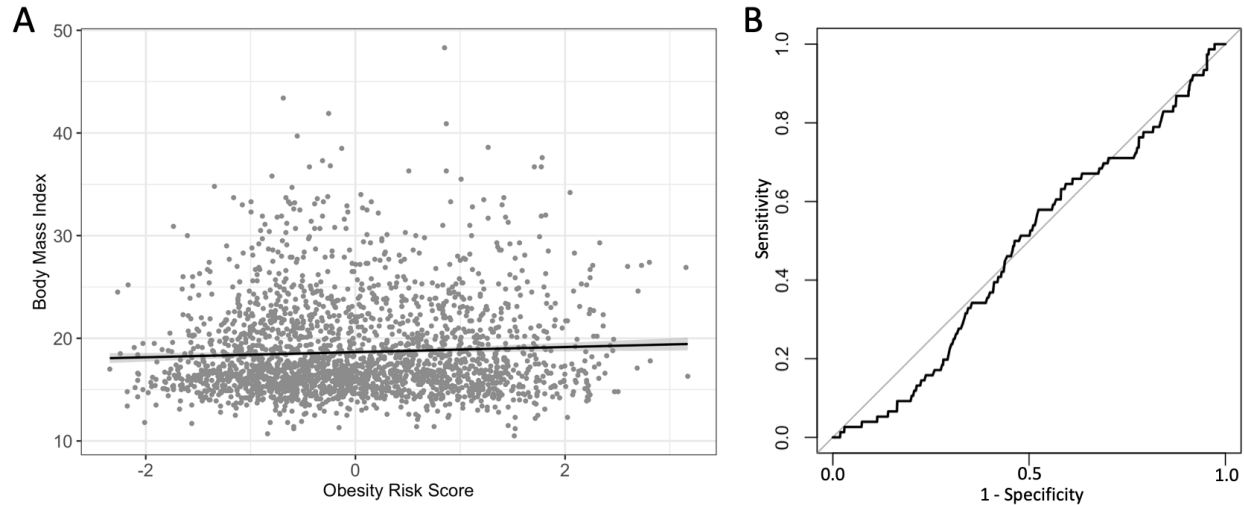 A
50
40
30
20
10
Body Mass Index
-2 0 2
Obesity Risk Score
B
1.0
0.8
0.6
0.4
0.2
0.0
Sensitivity
0.0 0.5 1.0
1 - Specificity